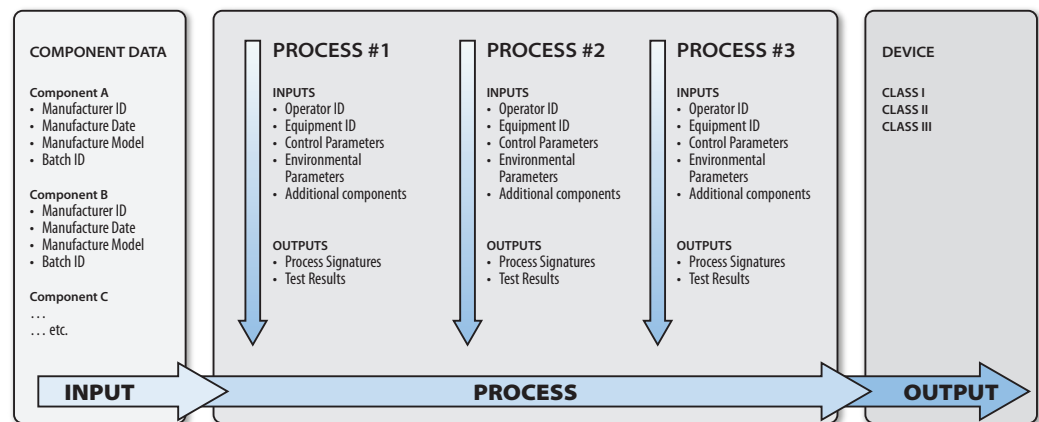 COMPONENT DATA
Component A
• Manufacturer ID
• Manufacture Date
• Manufacture Model
• Batch ID
Component B
• Manufacturer ID
• Manufacture Date
• Manufacture Model
• Batch ID
Component C
...
... etc.
PROCESS #1
INPUTS
• Operator ID
• Equipment ID
• Control Parameters
• Environmental
Parameters
• Additional components
OUTPUTS
• Process Signatures
• Test Results
PROCESS #2
INPUTS
• Operator ID
• Equipment ID
• Control Parameters
• Environmental
Parameters
• Additional components
OUTPUTS
• Process Signatures
• Test Results
PROCESS #3
INPUTS
• Operator ID
• Equipment ID
• Control Parameters
• Environmental
Parameters
• Additional components
OUTPUTS
• Process Signatures
• Test Results
DEVICE
CLASS I
CLASS II
CLASS III
INPUT
PROCESS
OUTPUT